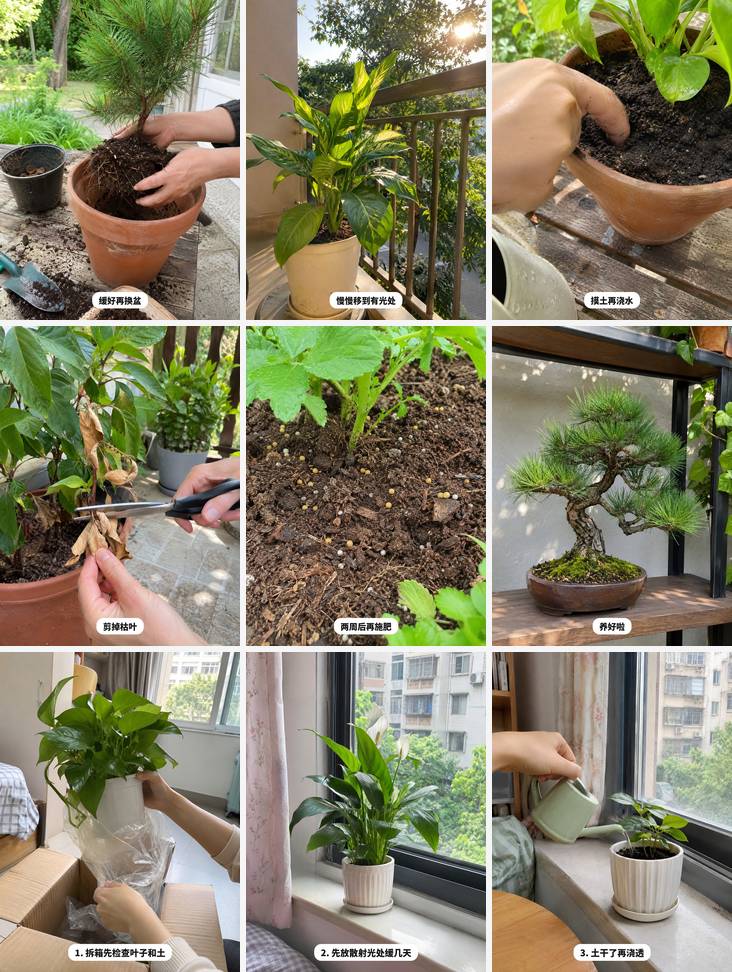 缓好再换盆
慢慢移到有光处
摸土再浇水
剪掉枯叶
两周后再施肥
养好啦
1. 拆箱先检查叶子和土
2. 先放散射光处缓几天
3. 土干了再浇透